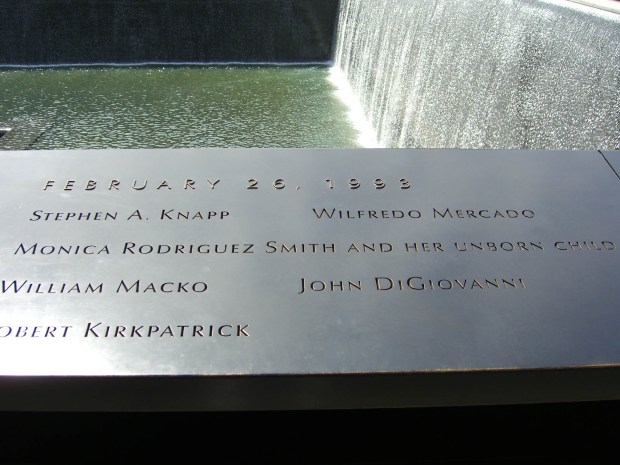 FEBRUARY 26, 1993
STEPHEN A. KNAPP WILFREDO MERCADO
MONICA RODRIGUEZ SMITH AND HER UNBORN CHILD
WILLIAM MACKO JOHN DIGIOVANNI
OBERT KIRKPATRICK